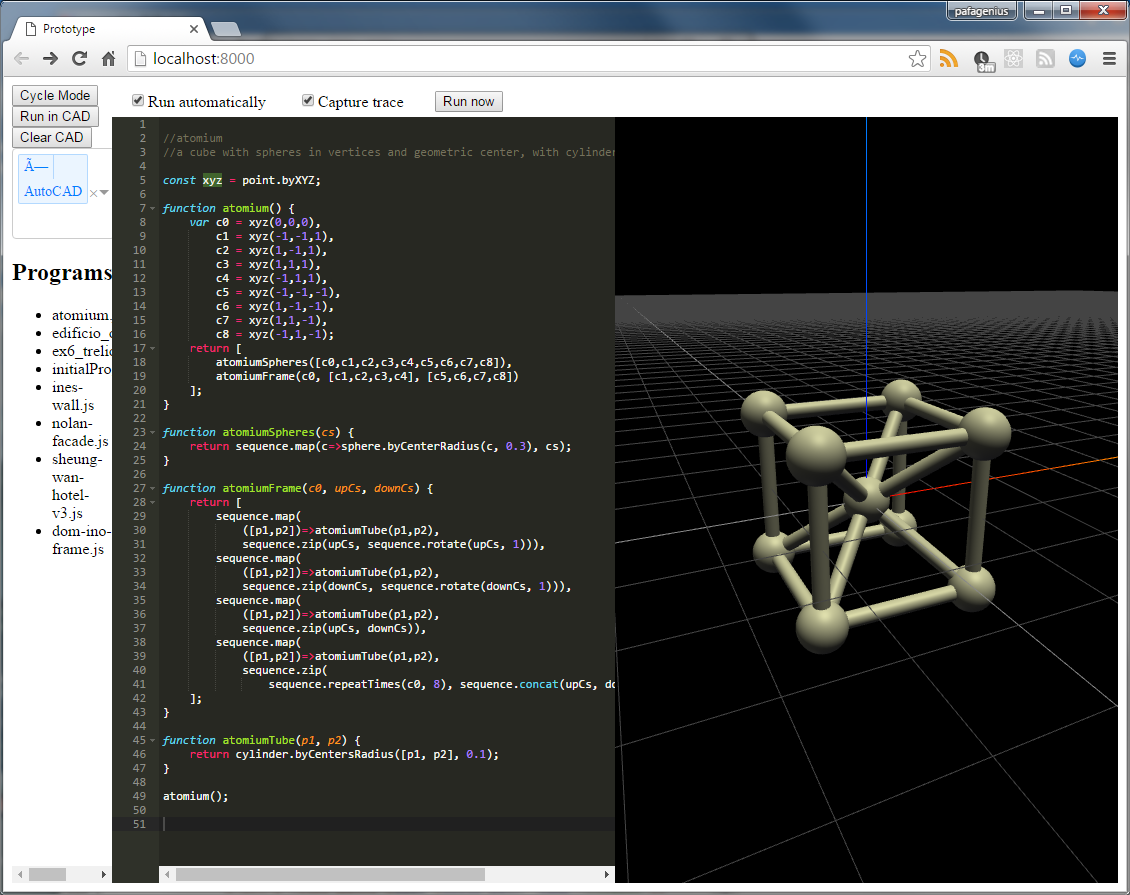 pafagenius
Prototype
localhost:8000
3m
Cycle Mode
Run in CAD
Clear CAD
Ã—
AutoCAD
Programs
atomium.
edificio_
ex6_trelic
initialPro
ines-
wall.js
nolan-
facade.js
sheung-
wan-
hotel-
v3.js
dom-ino-
frame.js
Run automatically
Capture trace
Run now
1
2 //atomium
3 //a cube with spheres in vertices and geometric center, with cylinder
4
5 const xyz = point.byXYZ;
6
7 function atomium() {
8 var c0 = xyz(0,0,0),
9 c1 = xyz(-1,-1,1),
10 c2 = xyz(1,-1,1),
11 c3 = xyz(1,1,1),
12 c4 = xyz(-1,1,1),
13 c5 = xyz(-1,-1,-1),
14 c6 = xyz(1,-1,-1),
15 c7 = xyz(1,1,-1),
16 c8 = xyz(-1,1,-1);
17 return [
18 atomiumSpheres([c0,c1,c2,c3,c4,c5,c6,c7,c8]),
19 atomiumFrame(c0, [c1,c2,c3,c4], [c5,c6,c7,c8])
20 ];
21 }
22
23 function atomiumSpheres(cs) {
24 return sequence.map(c=>sphere.byCenterRadius(c, 0.3), cs);
25 }
26
27 function atomiumFrame(c0, upCs, downCs) {
28 return [
29 sequence.map(
30 ([p1,p2])=>atomiumTube(p1,p2),
31 sequence.zip(upCs, sequence.rotate(upCs, 1))),
32 sequence.map(
33 ([p1,p2])=>atomiumTube(p1,p2),
34 sequence.zip(downCs, sequence.rotate(downCs, 1))),
35 sequence.map(
36 ([p1,p2])=>atomiumTube(p1,p2),
37 sequence.zip(upCs, downCs)),
38 sequence.map(
39 ([p1,p2])=>atomiumTube(p1,p2),
40 sequence.zip(
41 sequence.repeatTimes(c0, 8), sequence.concat(upCs, do
42 ];
43 }
44
45 function atomiumTube(p1, p2) {
46 return cylinder.byCentersRadius([p1, p2], 0.1);
47 }
48
49 atomium();
50
51